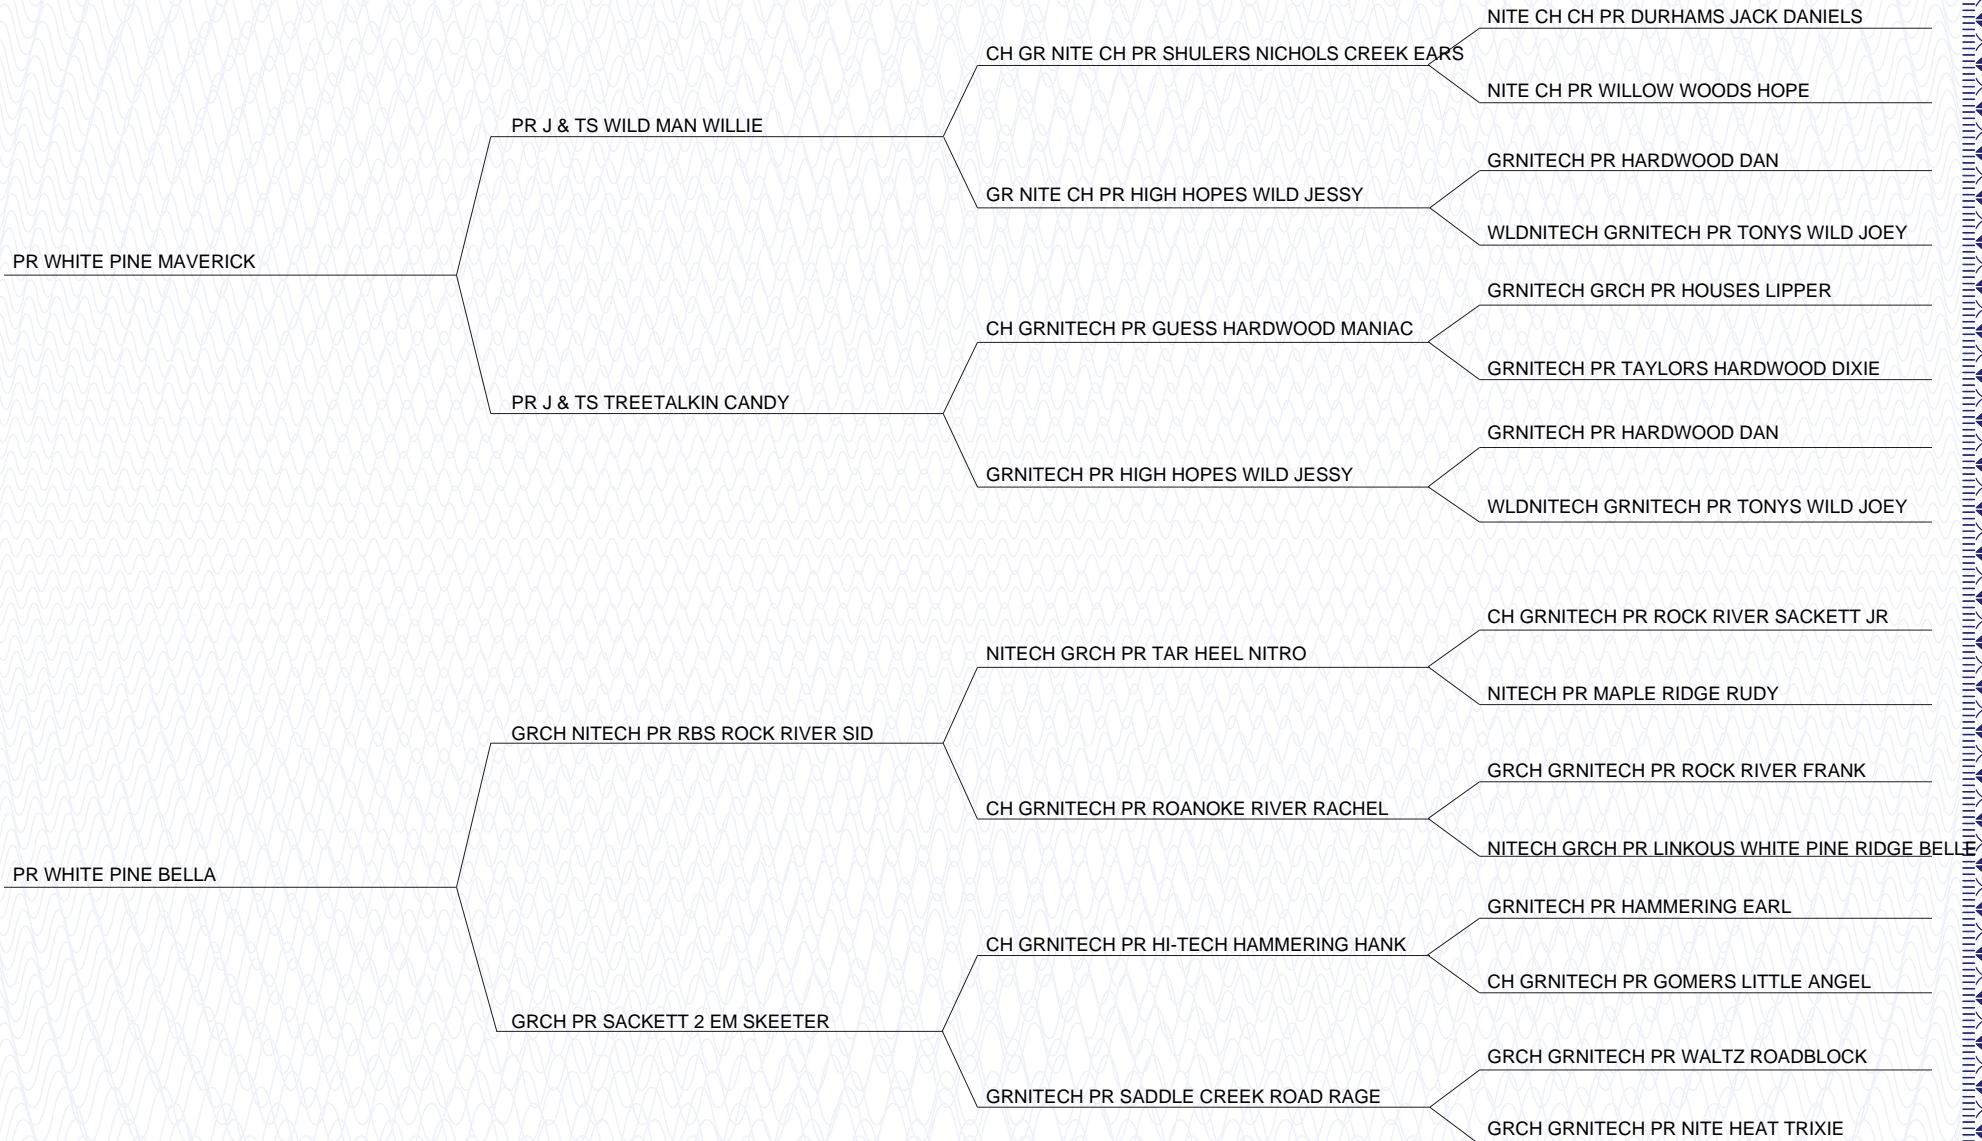 NITE CH CH PR DURHAMS JACK DANIELS
CH GR NITE CH PR SHULERS NICHOLS CREEK EARS
NITE CH PR WILLOW WOODS HOPE
PR J & TS WILD MAN WILLIE
GRNITECH PR HARDWOOD DAN
GR NITE CH PR HIGH HOPES WILD JESSY
WLDNITECH GRNITECH PR TONYS WILD JOEY
PR WHITE PINE MAVERICK
GRNITECH GRCH PR HOUSES LIPPER
CH GRNITECH PR GUESS HARDWOOD MANIAC
GRNITECH PR TAYLORS HARDWOOD DIXIE
PR J & TS TREETALKIN CANDY
GRNITECH PR HARDWOOD DAN
GRNITECH PR HIGH HOPES WILD JESSY
WLDNITECH GRNITECH PR TONYS WILD JOEY
CH GRNITECH PR ROCK RIVER SACKETT JR
NITECH GRCH PR TAR HEEL NITRO
NITECH PR MAPLE RIDGE RUDY
GRCH NITECH PR RBS ROCK RIVER SID
GRCH GRNITECH PR ROCK RIVER FRANK
CH GRNITECH PR ROANOKE RIVER RACHEL
NITECH GRCH PR LINKOUS WHITE PINE RIDGE BELLE
PR WHITE PINE BELLA
GRNITECH PR HAMMERING EARL
CH GRNITECH PR HI-TECH HAMMERING HANK
CH GRNITECH PR GOMERS LITTLE ANGEL
GRCH PR SACKETT 2 EM SKEETER
GRCH GRNITECH PR WALTZ ROADBLOCK
GRNITECH PR SADDLE CREEK ROAD RAGE
GRCH GRNITECH PR NITE HEAT TRIXIE